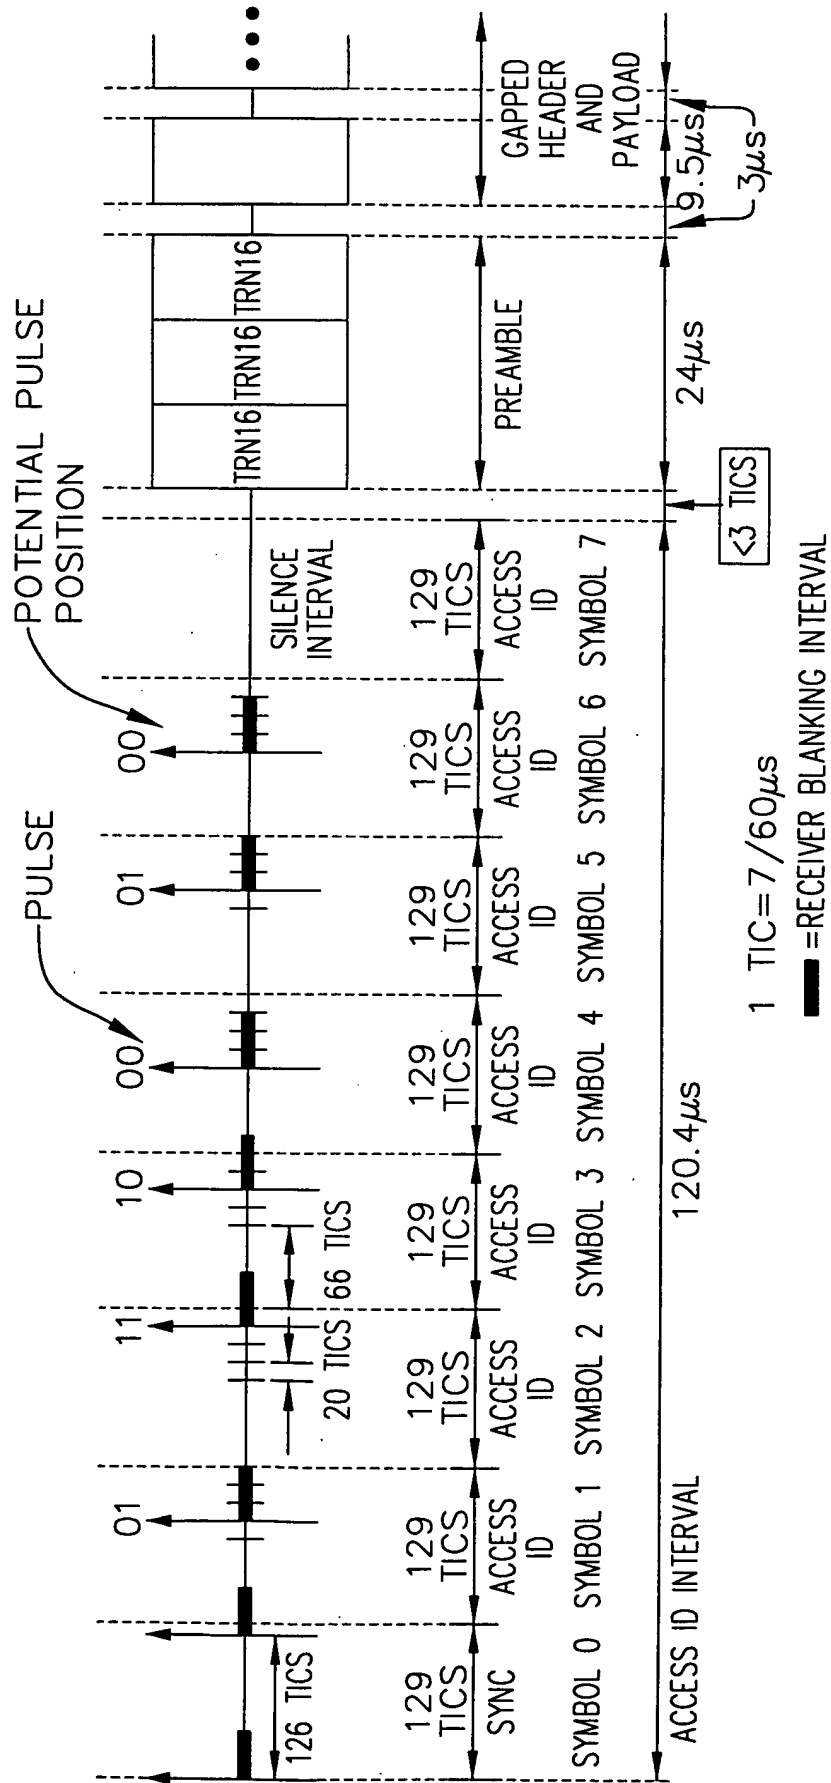 PULSE
POTENTIAL PULSE
POSITION
01
11
10
00
01
00
TRN16
TRN16
TRN16
126 TICS
20 TICS
66 TICS
SILENCE
INTERVAL
129
TICS
SYNC
129
TICS
ACCESS
ID
129
TICS
ACCESS
ID
129
TICS
ACCESS
ID
129
TICS
ACCESS
ID
129
TICS
ACCESS
ID
129
TICS
ACCESS
ID
129
TICS
ACCESS
ID
PREAMBLE
GAPPED
HEADER
AND
PAYLOAD
SYMBOL 0
SYMBOL 1
SYMBOL 2
SYMBOL 3
SYMBOL 4
SYMBOL 5
SYMBOL 6
SYMBOL 7
ACCESS ID INTERVAL
120.4μs
<3 TICS
24μs
9.5μs
3μs
1 TIC=7/60μs
=RECEIVER BLANKING INTERVAL